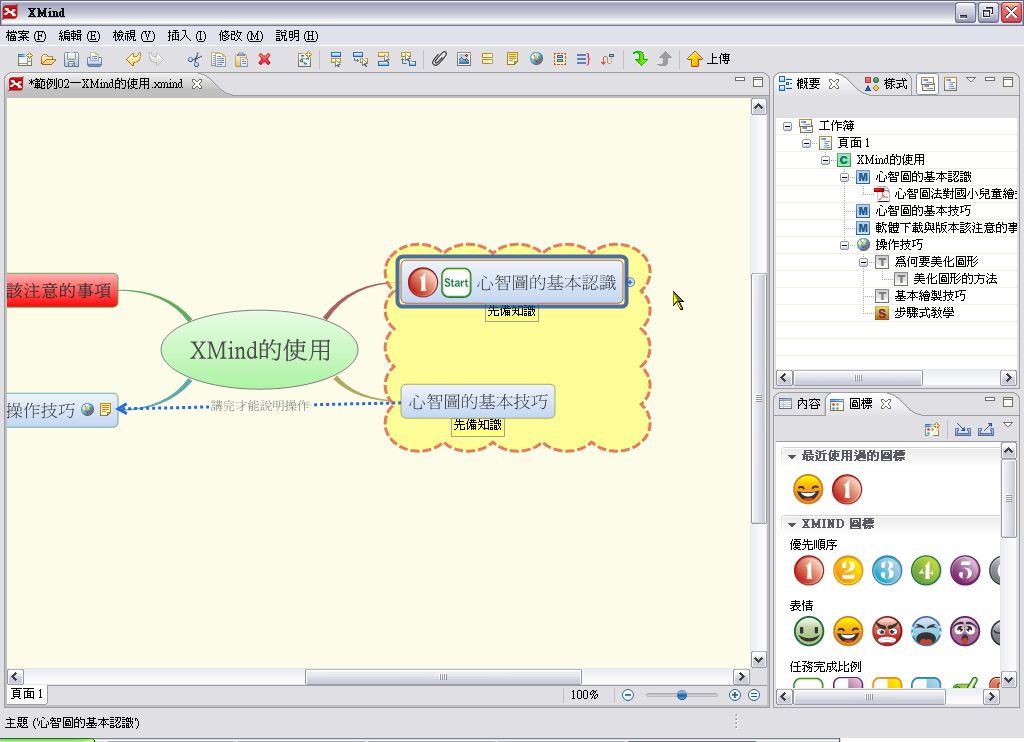 XMind
檔案 (F) 編輯 (E) 檢視 (V) 插入 (I) 修改 (M) 說明 (H)
上傳
*範例02一XMind的使用.xmind
概要
樣式
工作簿
頁面 1
C XMind的使用
M 心智圖的基本認識
心智圖法對國小兒童繪
M 心智圖的基本技巧
M 軟體下載與版本該注意的事
操作技巧
T 為何要美化圖形
T 美化圖形的方法
T 基本繪製技巧
S 步驟式教學
1 Start 心智圖的基本認識
先備知識
該注意的事項
XMind的使用
操作技巧
講完才能說明操作
心智圖的基本技巧
先備知識
內容
圖標
最近使用過的圖標
1
XMIND 圖標
優先順序
1 2 3 4 5
表情
任務完成比例
頁面 1
100%
主題 ('心智圖的基本認識')